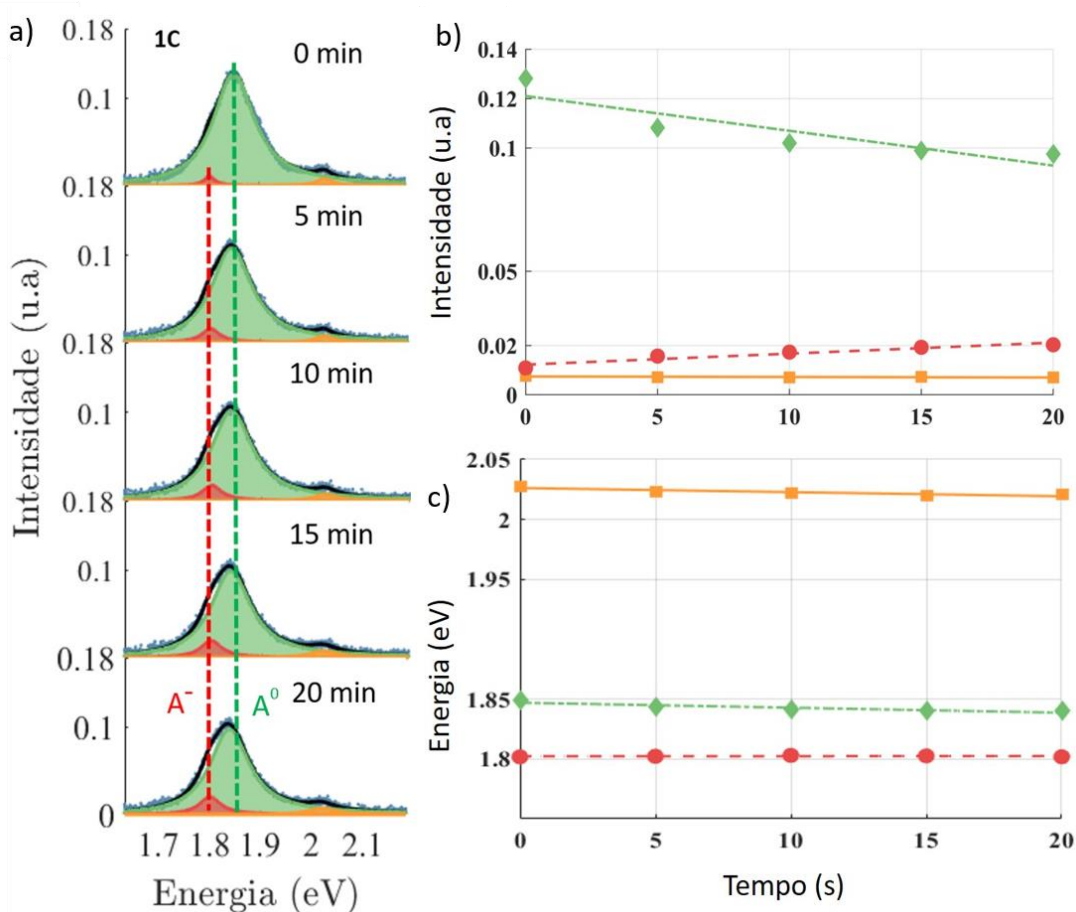 a)
Intensidade (u.a)
1C
0.18
0 min
0.1
0.18
5 min
0.1
0.18
10 min
0.1
0.18
15 min
0.1
0.18
20 min
A⁻
A⁰
0.1
0
1.7 1.8 1.9 2 2.1
Energia (eV)
b)
Intensidade (u.a)
0.14
0.12
0.1
0.05
0.02
0
0 5 10 15 20
c)
Energia (eV)
2.05
2
1.95
1.85
1.8
0 5 10 15 20
Tempo (s)